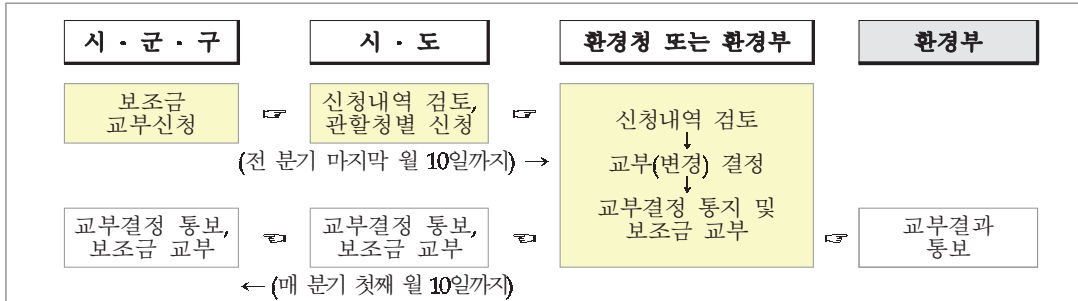 시 · 군 · 구
시 · 도
환경청 또는 환경부
환경부
보조금
교부신청
☞
신청내역 검토,
관할청별 신청
☞
(전 분기 마지막 월 10일까지) →
신청내역 검토
↓
교부(변경) 결정
↓
교부결정 통지 및
보조금 교부
교부결정 통보,
보조금 교부
☜
교부결정 통보,
보조금 교부
☜
☞
교부결과
통보
← (매 분기 첫째 월 10일까지)